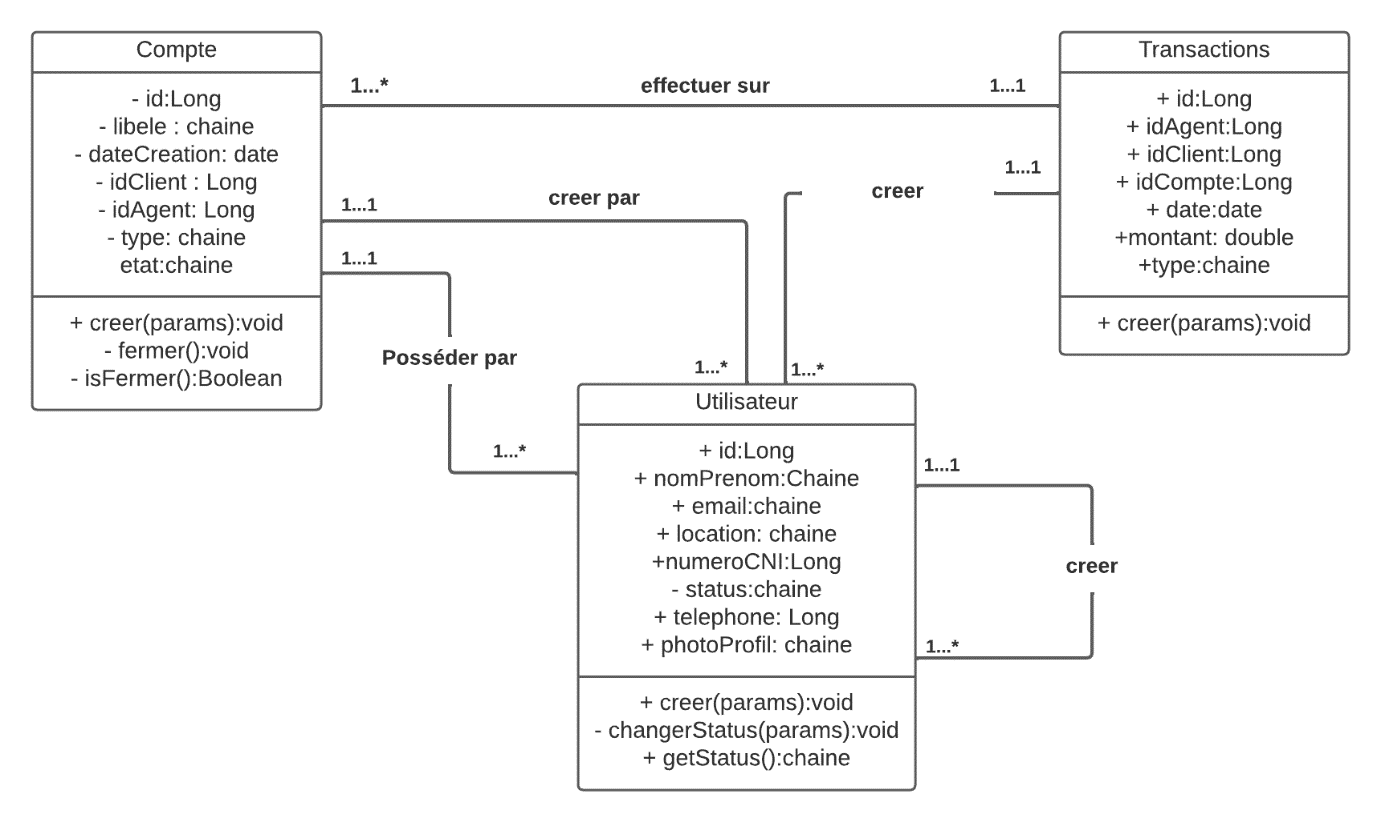 Compte
- id:Long
- libele : chaine
- dateCreation: date
- idClient : Long
- idAgent: Long
- type: chaine
etat:chaine
+ creer(params):void
- fermer():void
- isFermer():Boolean
1...*
effectuer sur
1...1
Transactions
+ id:Long
+ idAgent:Long
+ idClient:Long
+ idCompte:Long
+ date:date
+montant: double
+type:chaine
+ creer(params):void
1...1
creer par
1...*
1...1
creer
1...*
1...1
Posséder par
1...*
Utilisateur
+ id:Long
+ nomPrenom:Chaine
+ email:chaine
+ location: chaine
+numeroCNI:Long
- status:chaine
+ telephone: Long
+ photoProfil: chaine
+ creer(params):void
- changerStatus(params):void
+ getStatus():chaine
1...1
creer
1...*